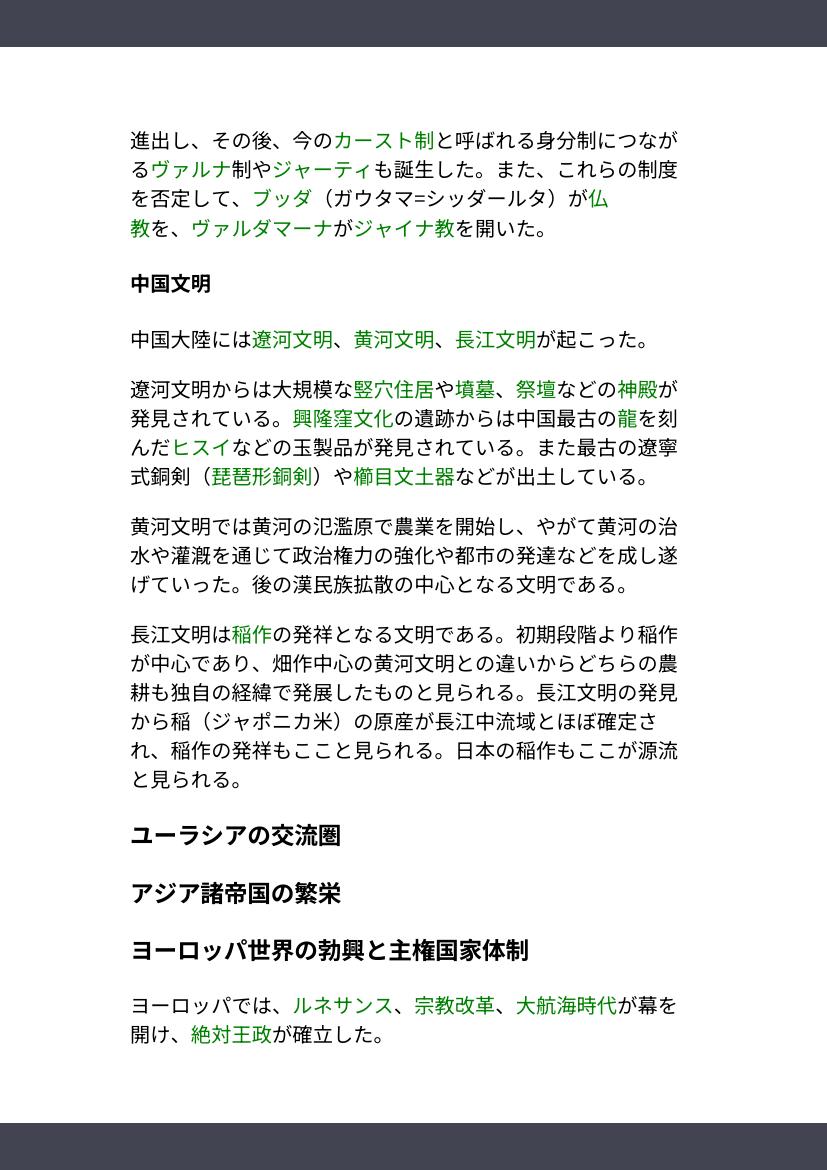 進出し、その後、今のカースト制と呼ばれる身分制につなが
るヴァルナ制やジャーティも誕生した。また、これらの制度
を否定して、ブッダ（ガウタマ=シッダールタ）が仏
教を、ヴァルダマーナがジャイナ教を開いた。
中国文明
中国大陸には遼河文明、黄河文明、長江文明が起こった。
遼河文明からは大規模な竪穴住居や墳墓、祭壇などの神殿が
発見されている。興隆窪文化の遺跡からは中国最古の龍を刻
んだヒスイなどの玉製品が発見されている。また最古の遼寧
式銅剣（琵琶形銅剣）や櫛目文土器などが出土している。
黄河文明では黄河の氾濫原で農業を開始し、やがて黄河の治
水や灌漑を通じて政治権力の強化や都市の発達などを成し遂
げていった。後の漢民族拡散の中心となる文明である。
長江文明は稲作の発祥となる文明である。初期段階より稲作
が中心であり、畑作中心の黄河文明との違いからどちらの農
耕も独自の経緯で発展したものと見られる。長江文明の発見
から稲（ジャポニカ米）の原産が長江中流域とほぼ確定さ
れ、稲作の発祥もここと見られる。日本の稲作もここが源流
と見られる。
ユーラシアの交流圏
アジア諸帝国の繁栄
ヨーロッパ世界の勃興と主権国家体制
ヨーロッパでは、ルネサンス、宗教改革、大航海時代が幕を
開け、絶対王政が確立した。